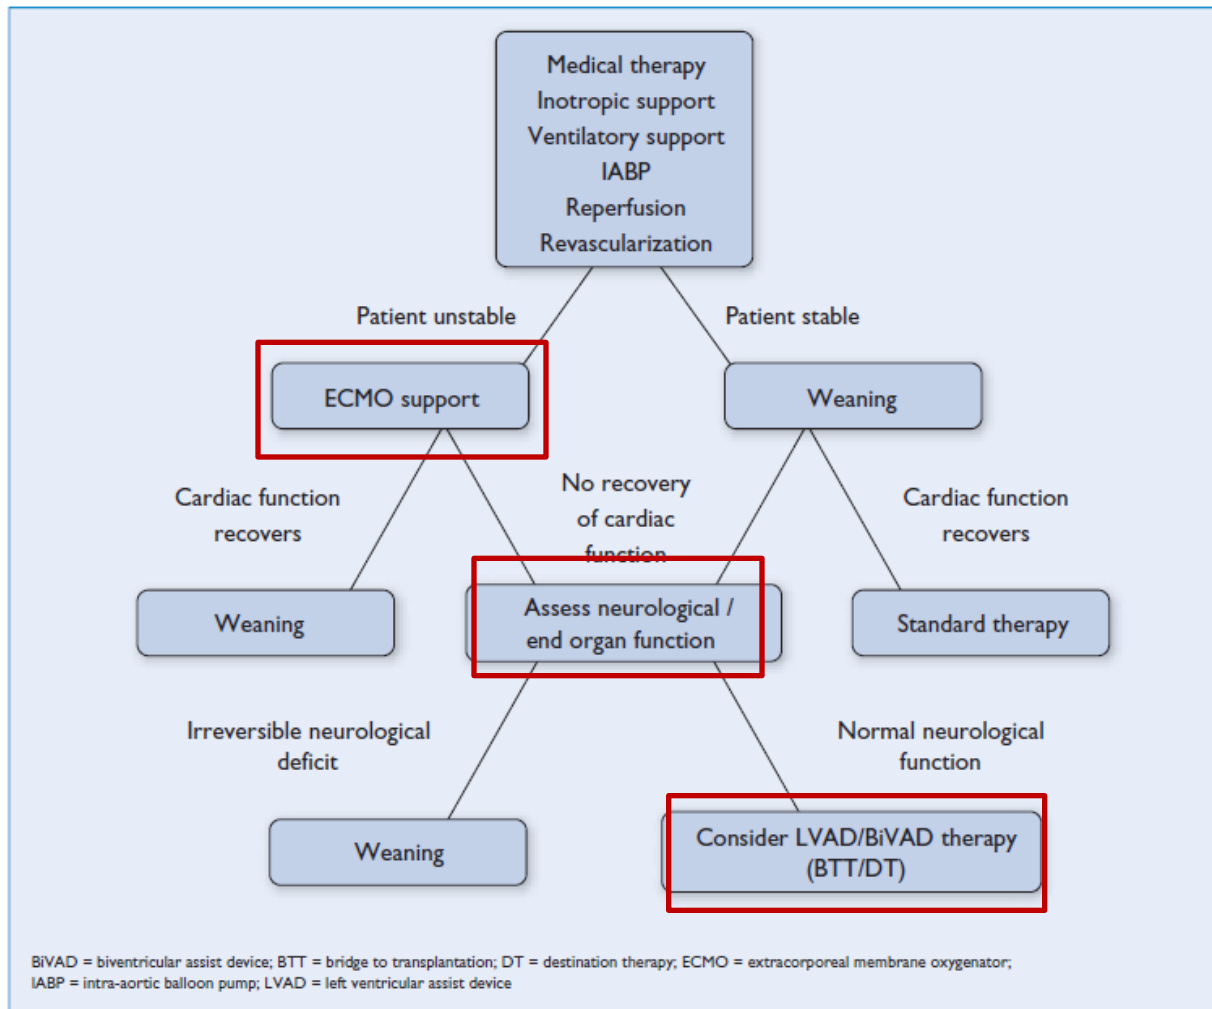 Medical therapy
Inotropic support
Ventilatory support
IABP
Reperfusion
Revascularization
Patient unstable
Patient stable
ECMO support
Weaning
Cardiac function
recovers
No recovery
of cardiac
function
Cardiac function
recovers
Weaning
Assess neurological /
end organ function
Standard therapy
Irreversible neurological
deficit
Normal neurological
function
Weaning
Consider LVAD/BiVAD therapy
(BTT/DT)
BiVAD = biventricular assist device; BTT = bridge to transplantation; DT = destination therapy; ECMO = extracorporeal membrane oxygenator;
IABP = intra-aortic balloon pump; LVAD = left ventricular assist device